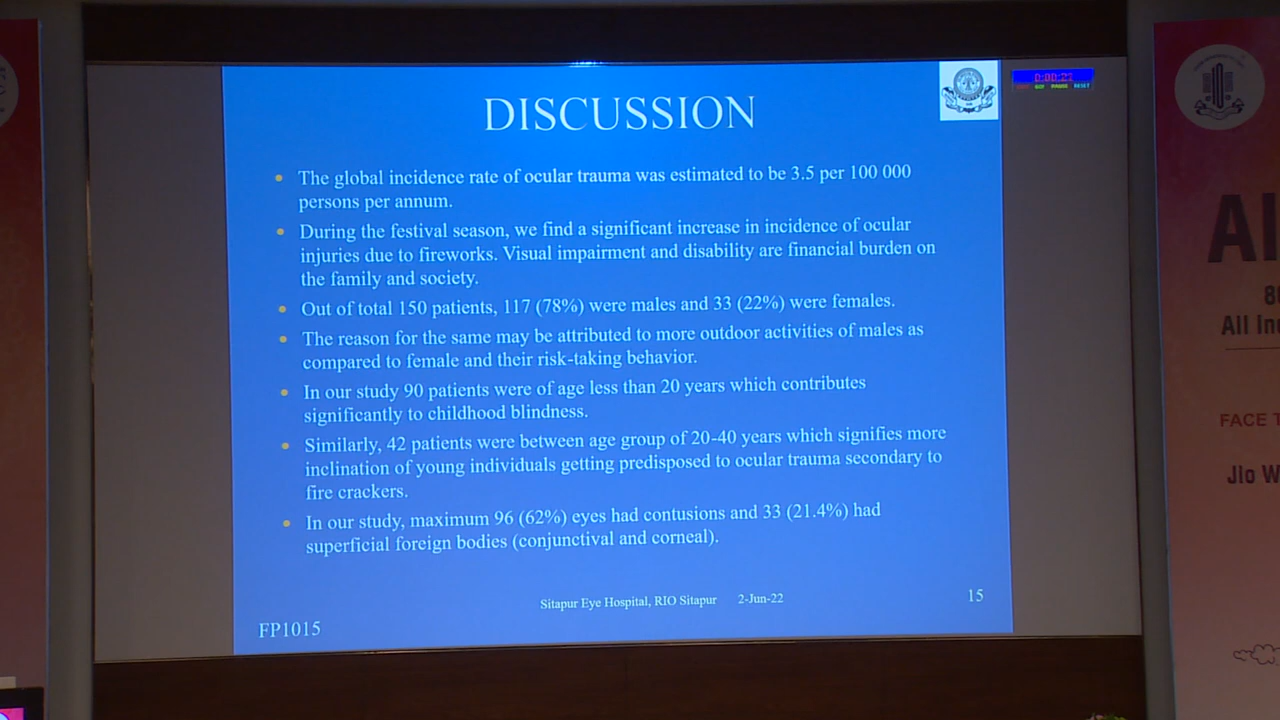 DISCUSSION
The global incidence rate of ocular trauma was estimated to be 3.5 per 100 000
persons per annum.
During the festival season, we find a significant increase in incidence of ocular
injuries due to fireworks. Visual impairment and disability are financial burden on
the family and society.
Out of total 150 patients, 117 (78%) were males and 33 (22%) were females.
The reason for the same may be attributed to more outdoor activities of males as
compared to female and their risk-taking behavior.
In our study 90 patients were of age less than 20 years which contributes
significantly to childhood blindness.
Similarly, 42 patients were between age group of 20-40 years which signifies more
inclination of young individuals getting predisposed to ocular trauma secondary to
fire crackers.
In our study, maximum 96 (62%) eyes had contusions and 33 (21.4%) had
superficial foreign bodies (conjunctival and corneal).
Sitapur Eye Hospital, RIO Sitapur 2-Jun-22
15
FP1015
0:00:22
PAUSE RESET
AI
8
All In
FACE T
Jio W